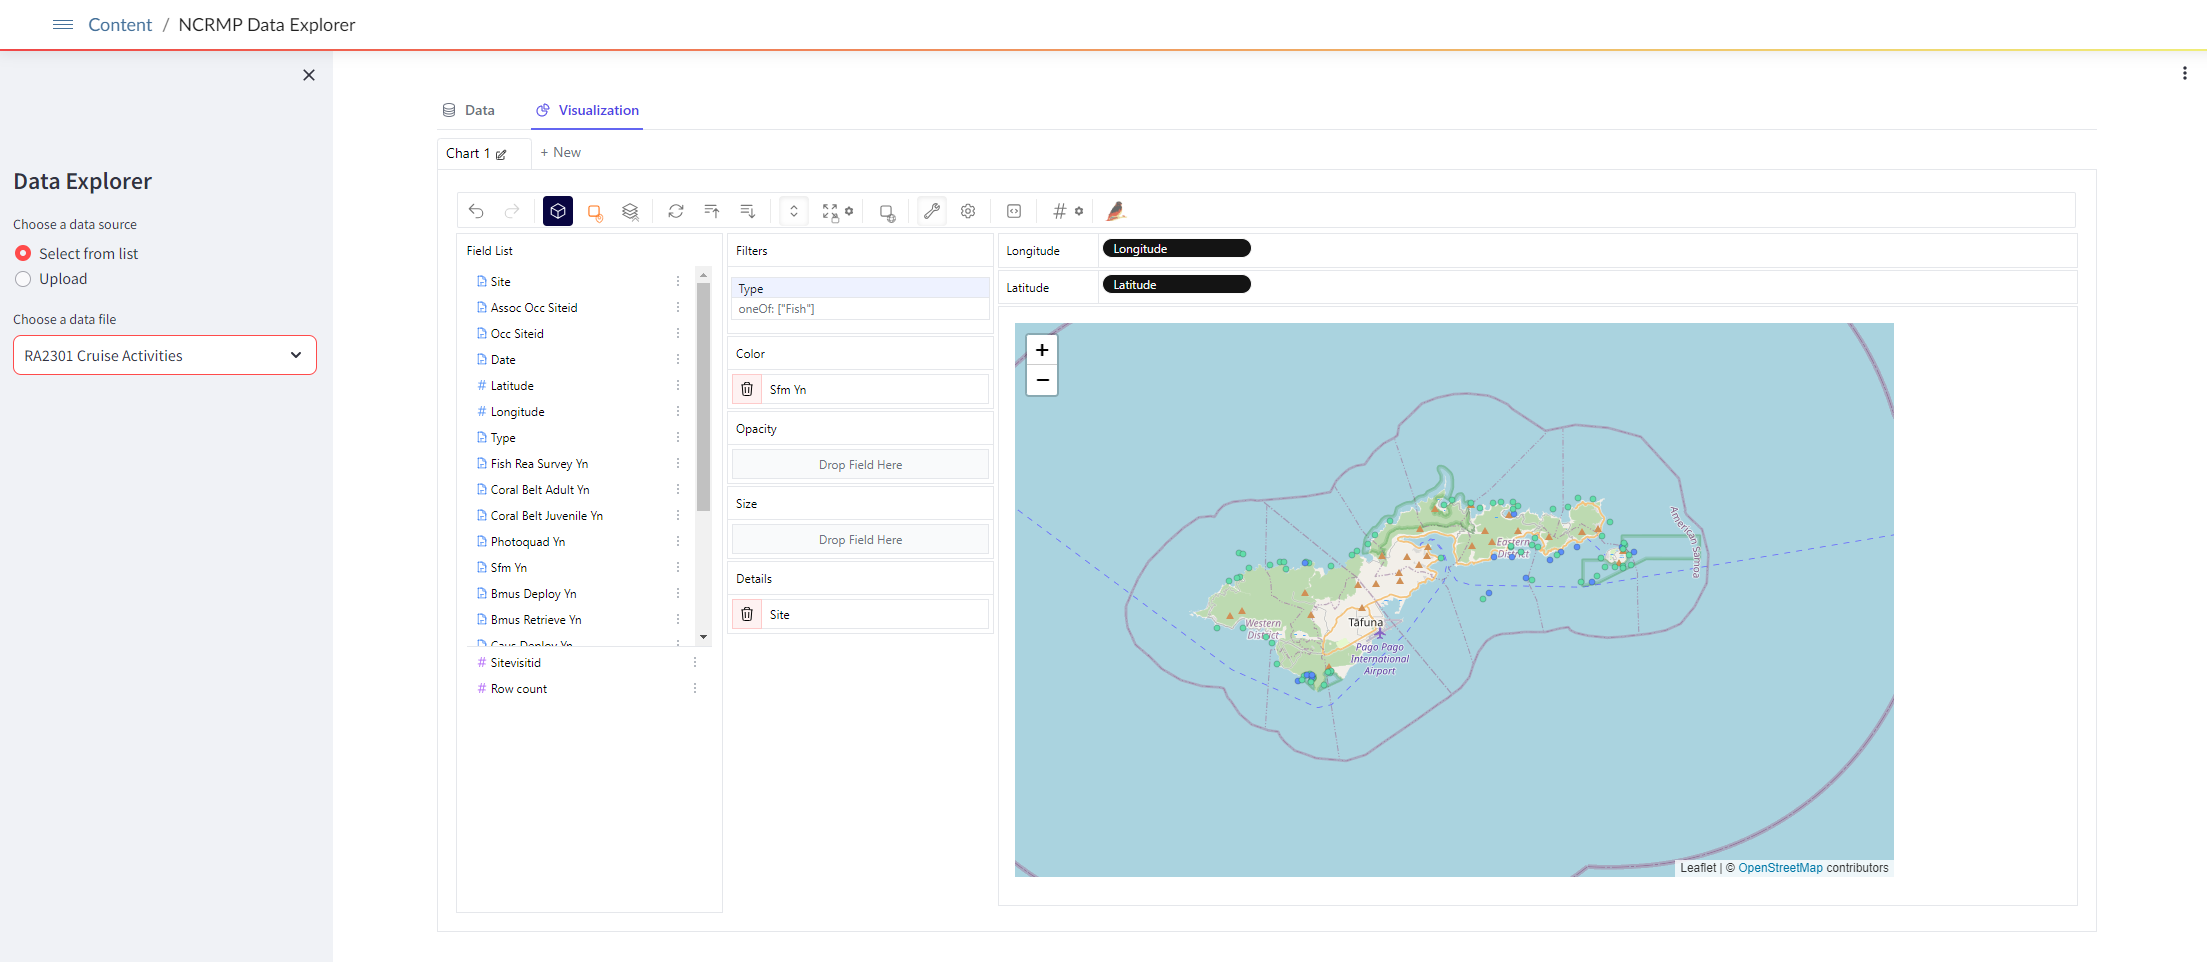 Content / NCRMP Data Explorer
Data Explorer
Choose a data source
Select from list
Upload
Choose a data file
RA2301 Cruise Activities
Data
Visualization
Chart 1
+ New
Field List
Site
Assoc Occ Siteid
Occ Siteid
Date
# Latitude
# Longitude
Type
Fish Rea Survey Yn
Coral Belt Adult Yn
Coral Belt Juvenile Yn
Photoquad Yn
Sfm Yn
Bmus Deploy Yn
Bmus Retrieve Yn
Caus Deploy Yn
# Sitevisitid
# Row count
Filters
Type
oneOf: ["Fish"]
Color
Sfm Yn
Opacity
Drop Field Here
Size
Drop Field Here
Details
Site
Longitude
Longitude
Latitude
Latitude
+
−
American Samoa
Eastern
District
Western
District
Tāfuna
Pago Pago
International
Airport
Leaflet | © OpenStreetMap contributors